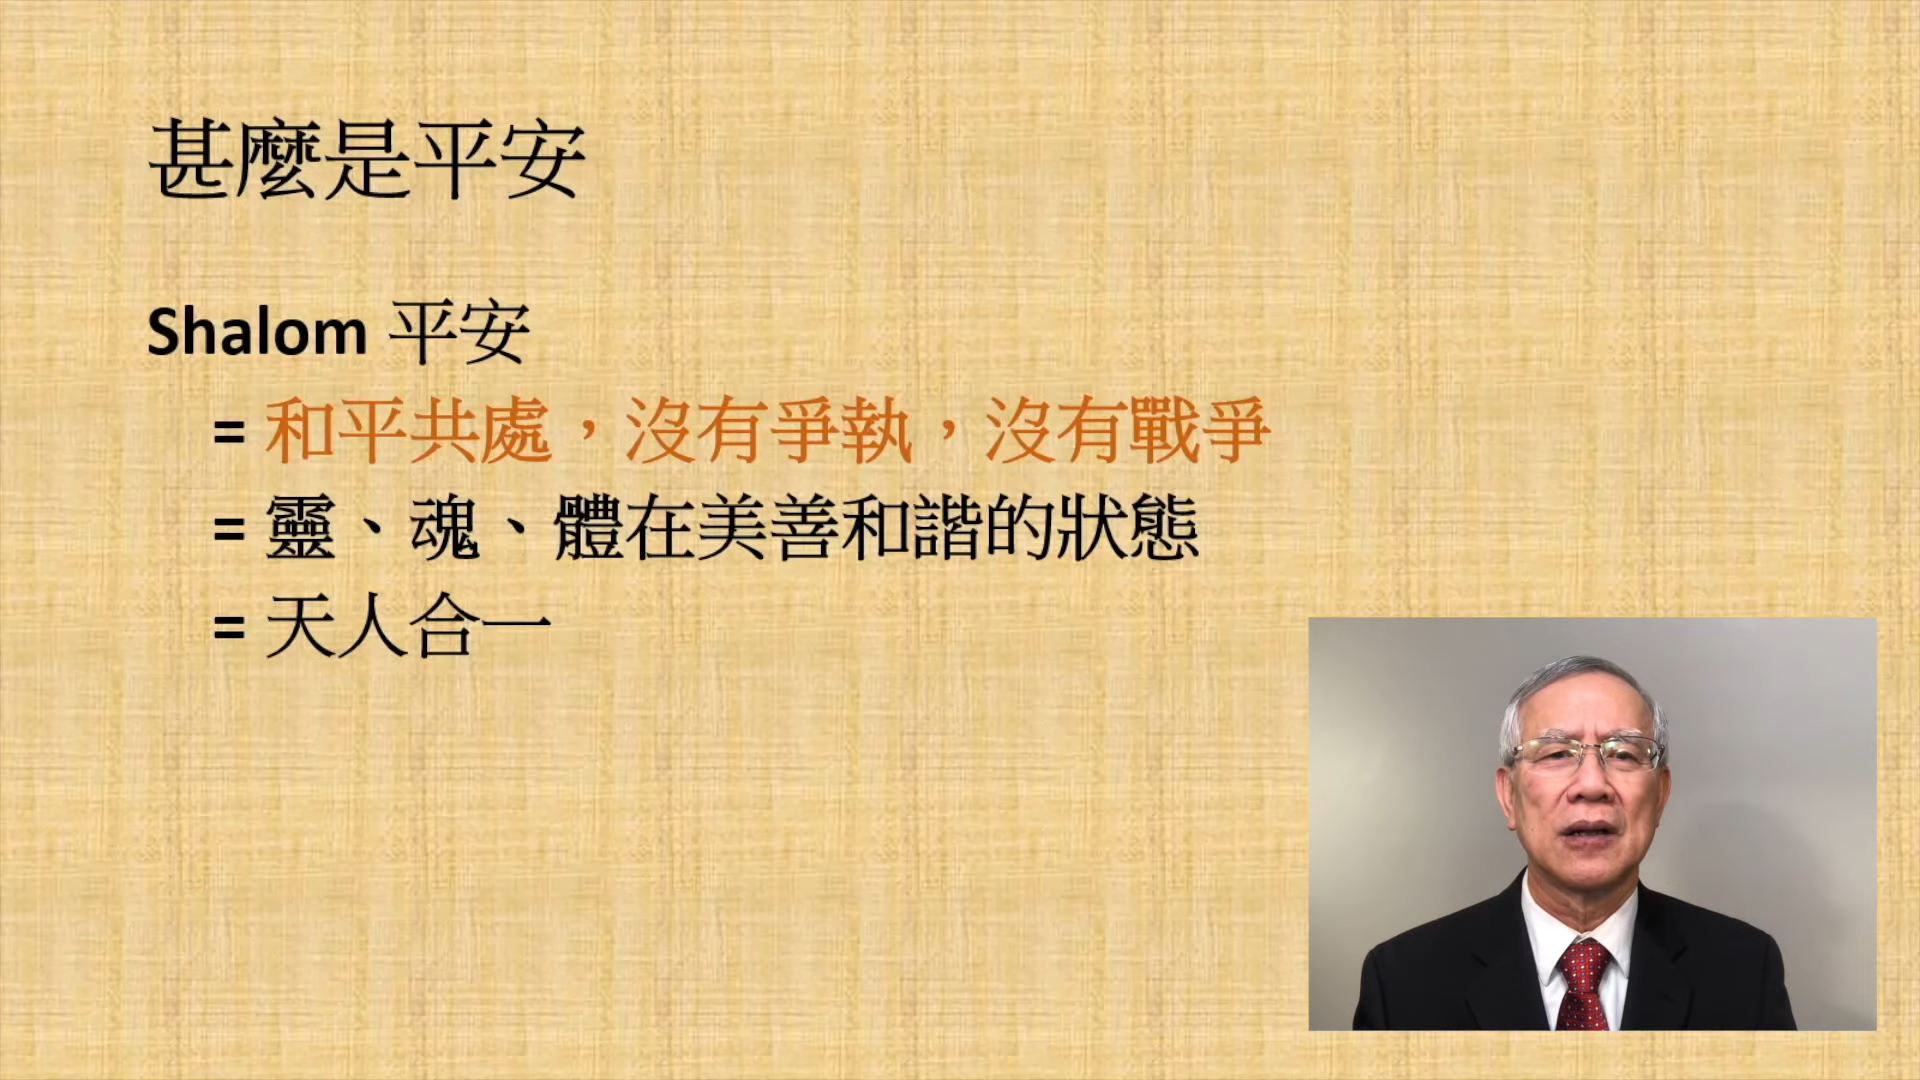 甚麼是平安
Shalom 平安
= 和平共處，沒有爭執，沒有戰爭
= 靈、魂、體在美善和諧的狀態
= 天人合一